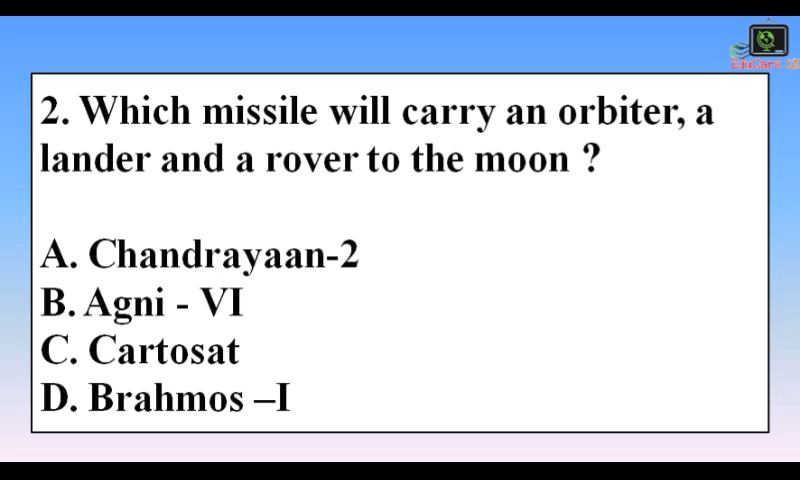 2. Which missile will carry an orbiter, a
lander and a rover to the moon ?
A. Chandrayaan-2
B. Agni - VI
C. Cartosat
D. Brahmos –I